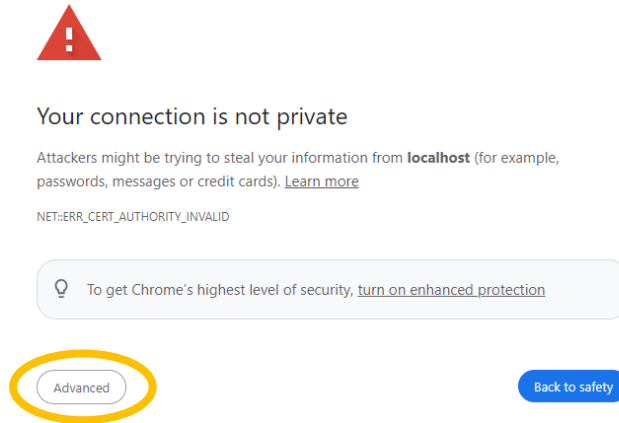 Your connection is not private
Attackers might be trying to steal your information from localhost (for example,
passwords, messages or credit cards). Learn more
NET::ERR_CERT_AUTHORITY_INVALID
To get Chrome's highest level of security, turn on enhanced protection
Advanced
Back to safety